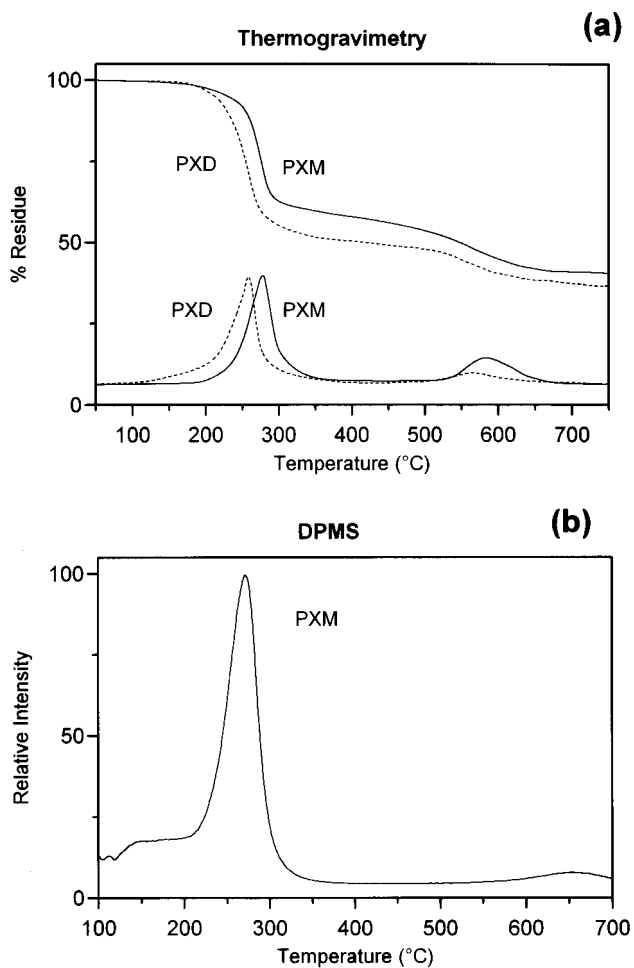 (a)
Thermogravimetry
100
PXD PXM
% Residue
50
PXD PXM
0
100 200 300 400 500 600 700
Temperature (°C)
(b)
DPMS
100
PXM
Relative Intensity
50
0
100 200 300 400 500 600 700
Temperature (°C)